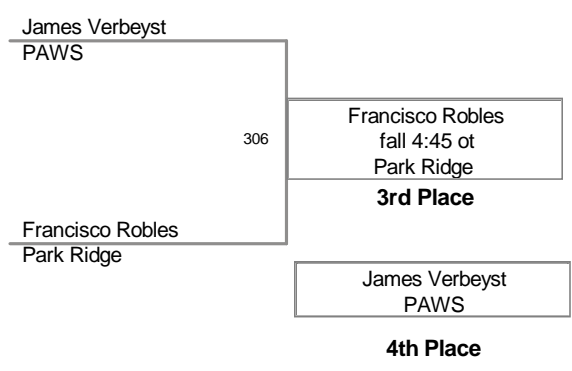 James Verbeyst
PAWS
306
Francisco Robles
fall 4:45 ot
Park Ridge
3rd Place
Francisco Robles
Park Ridge
James Verbeyst
PAWS
4th Place